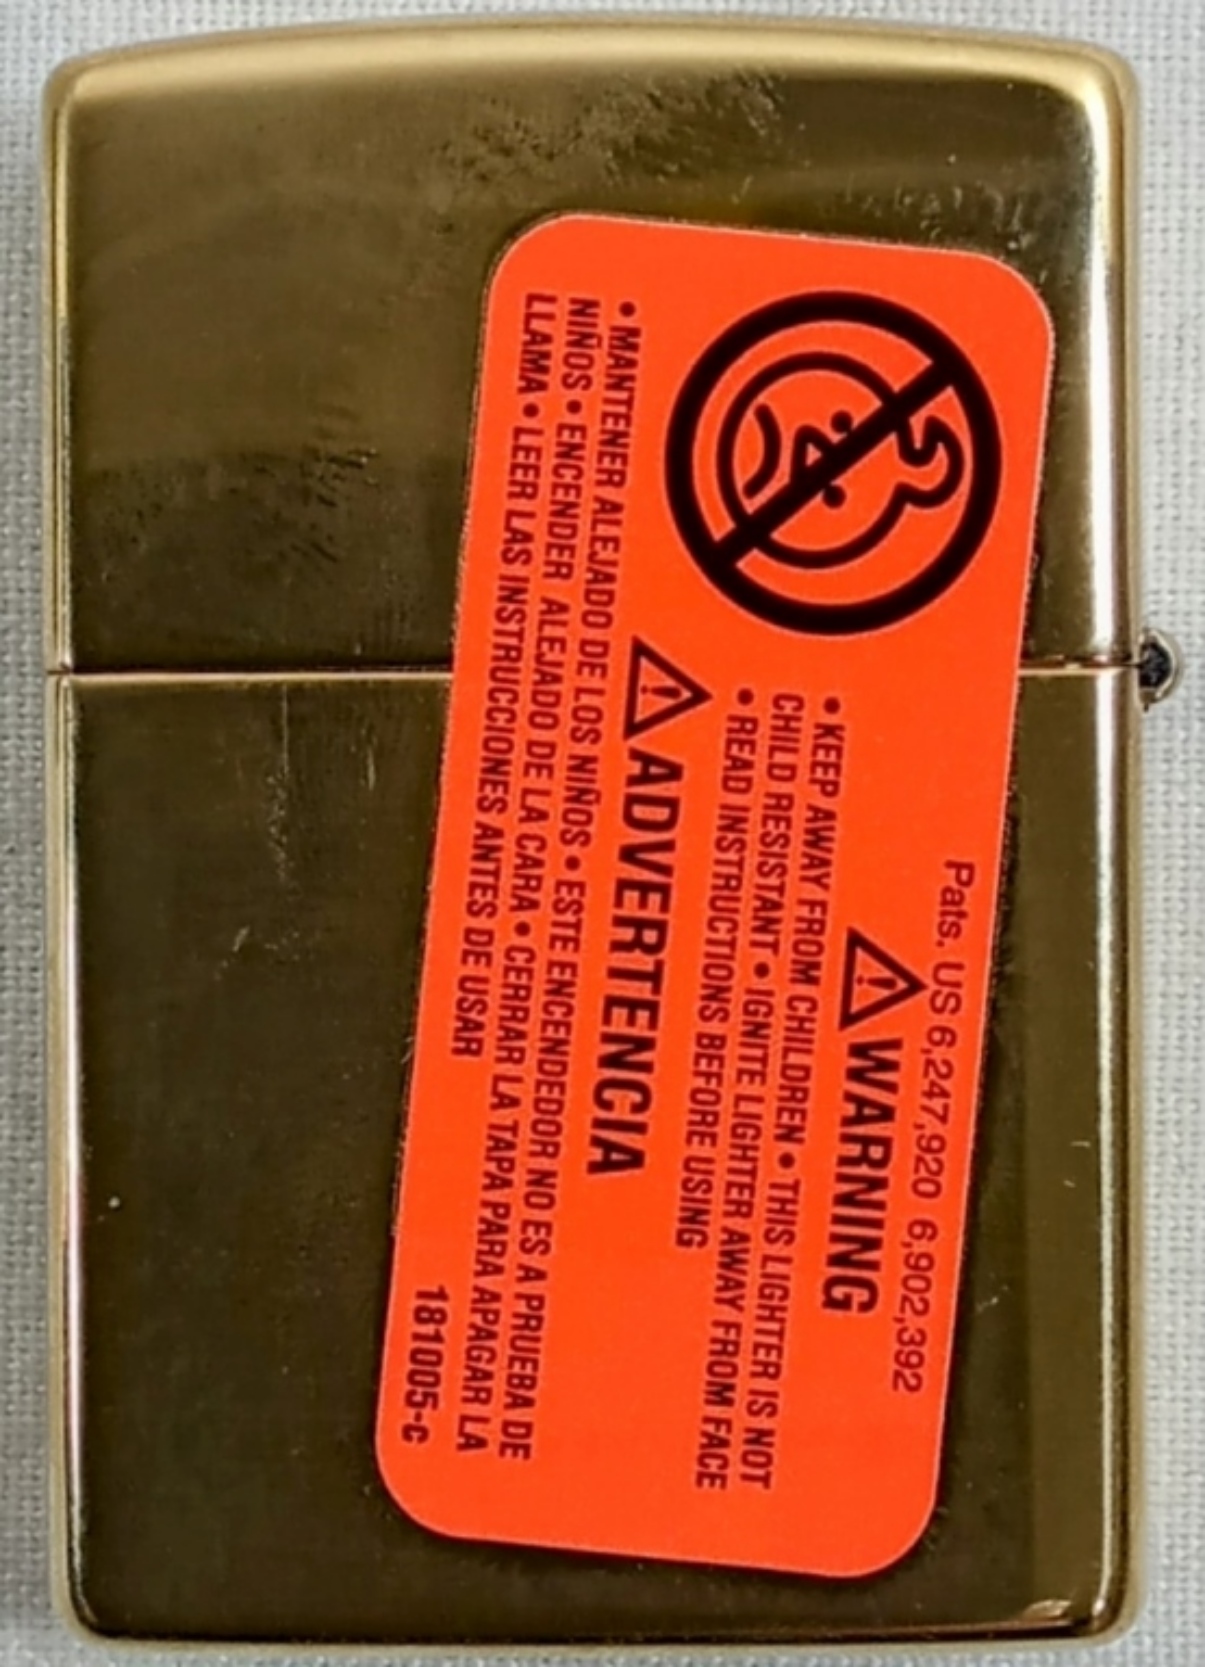 Pats. US 6,247,920 6,902,392
WARNING
• KEEP AWAY FROM CHILDREN • THIS LIGHTER IS NOT
CHILD RESISTANT • IGNITE LIGHTER AWAY FROM FACE
• READ INSTRUCTIONS BEFORE USING
ADVERTENCIA
• MANTENER ALEJADO DE LOS NIÑOS • ESTE ENCENDEDOR NO ES A PRUEBA DE
NIÑOS • ENCENDER ALEJADO DE LA CARA • CERRAR LA TAPA PARA APAGAR LA
LLAMA • LEER LAS INSTRUCCIONES ANTES DE USAR
181005-c